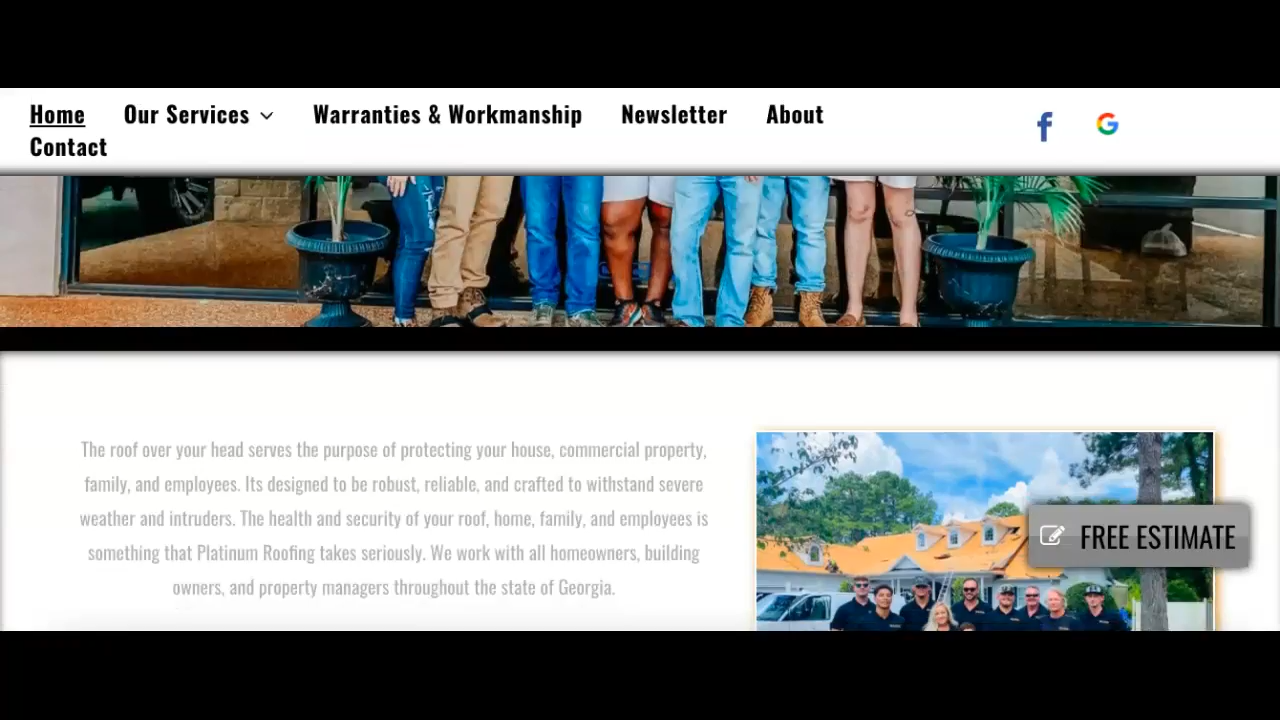 Home Our Services Warranties & Workmanship Newsletter About
Contact
The roof over your head serves the purpose of protecting your house, commercial property,
family, and employees. Its designed to be robust, reliable, and crafted to withstand severe
weather and intruders. The health and security of your roof, home, family, and employees is
something that Platinum Roofing takes seriously. We work with all homeowners, building
owners, and property managers throughout the state of Georgia.
FREE ESTIMATE